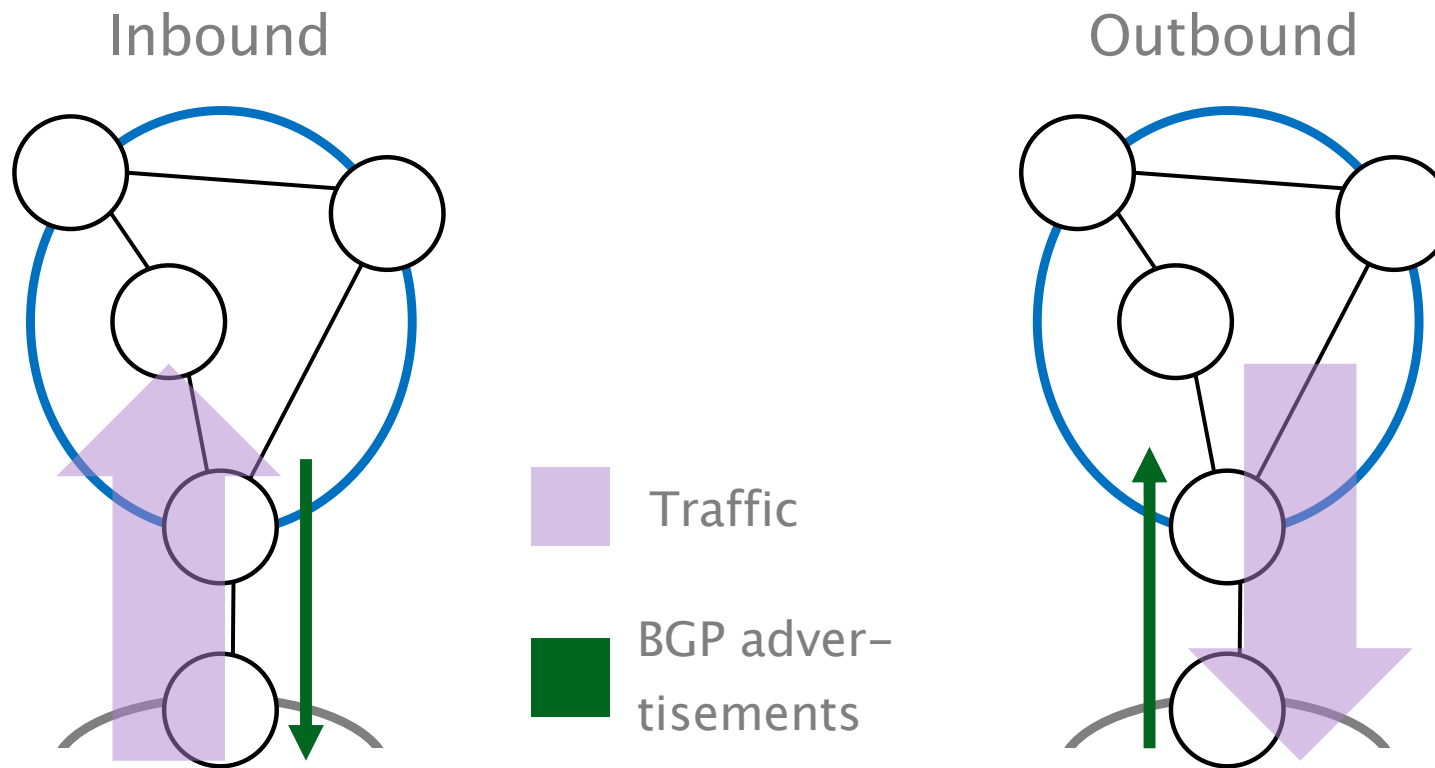 Inbound
Outbound
Traffic
BGP adver-
tisements